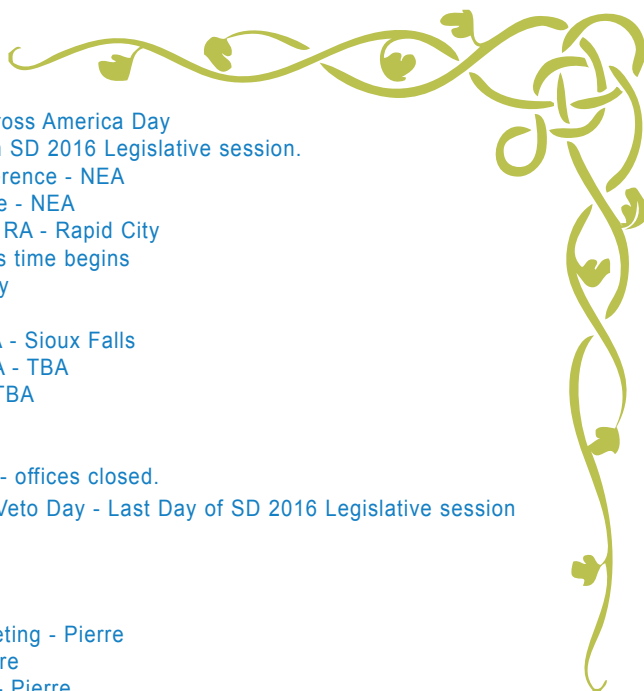 oss America Day
SD 2016 Legislative session.
rence - NEA
e - NEA
RA - Rapid City
s time begins
y
- Sioux Falls
- TBA
TBA
- offices closed.
Veto Day - Last Day of SD 2016 Legislative session
eting - Pierre
re
- Pierre